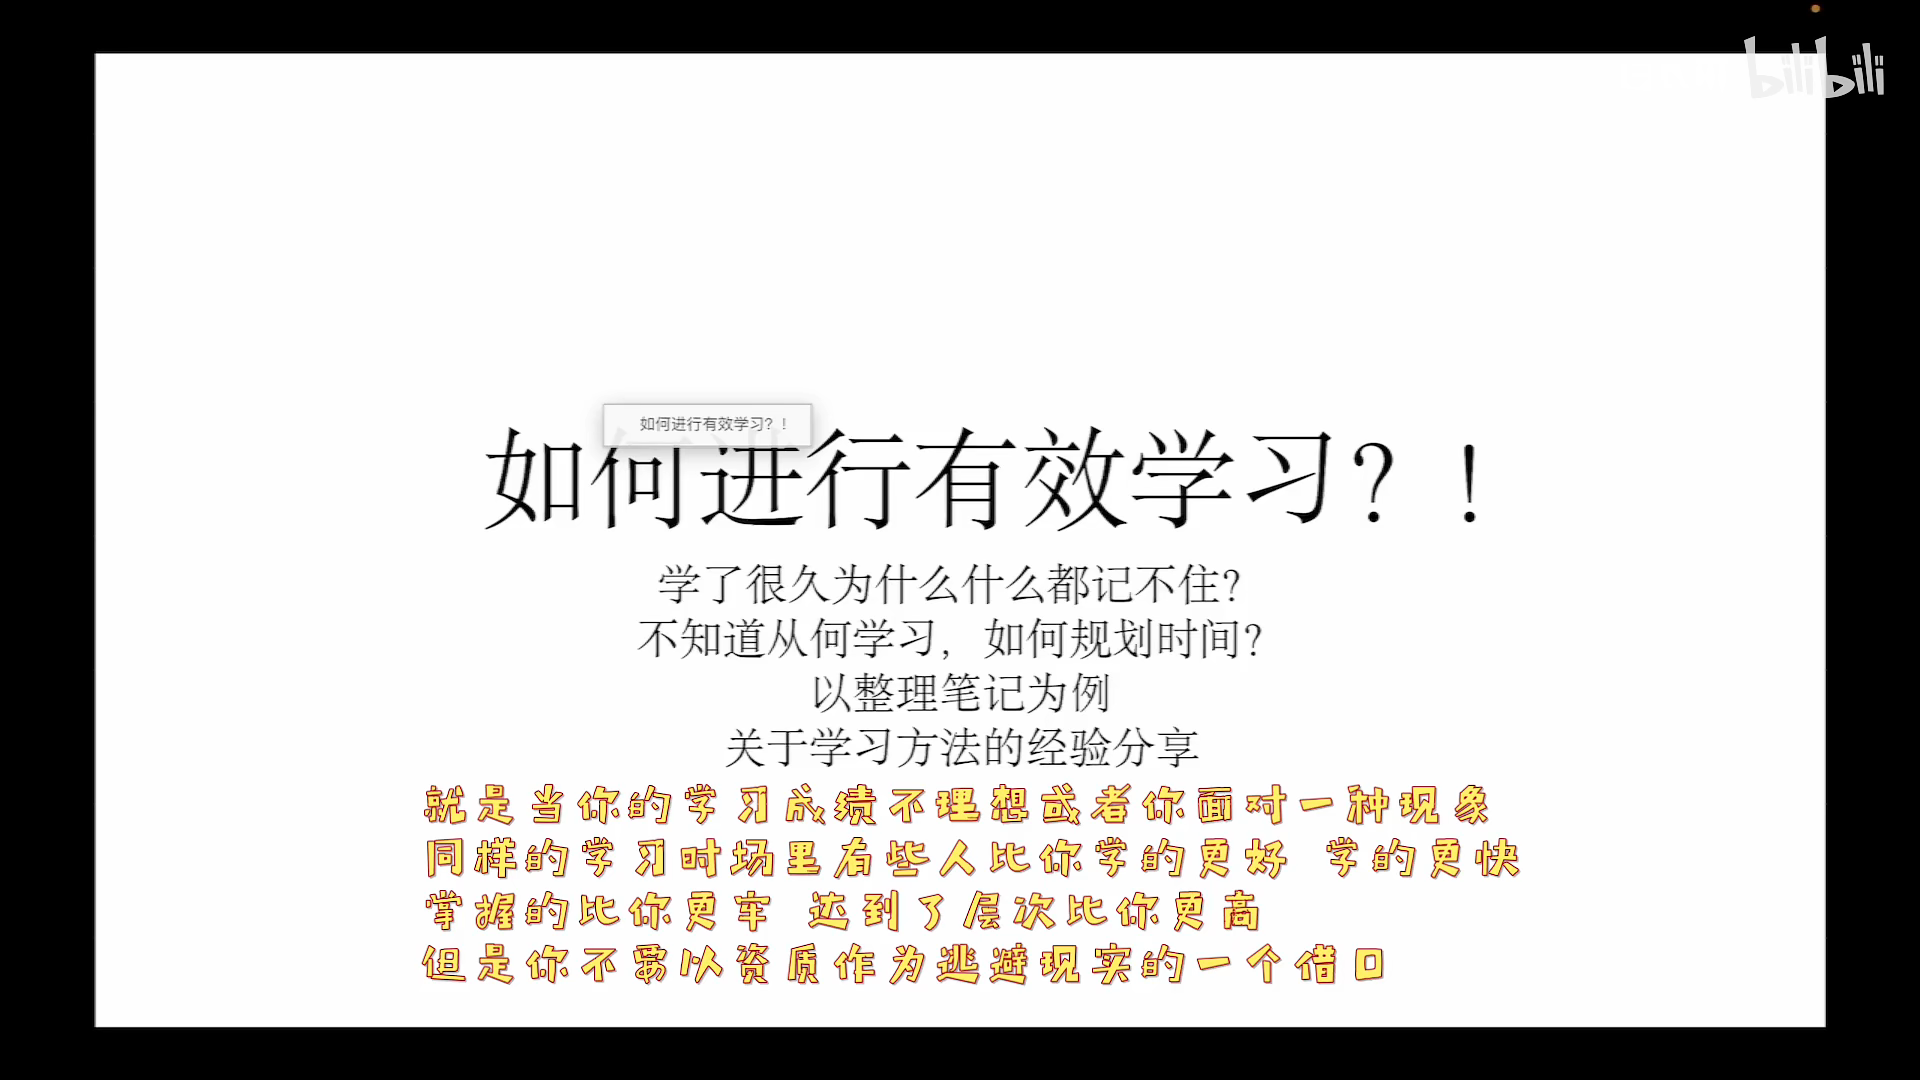 bilibili
如何进行有效学习？！
如何进行有效学习？！
学了很久为什么什么都记不住？
不知道从何学习，如何规划时间？
以整理笔记为例
关于学习方法的经验分享
就是当你的学习成绩不理想或者你面对一种现象
同样的学习时场里有些人比你学的更好 学的更快
掌握的比你更牢 达到了层次比你更高
但是你不要以资质作为逃避现实的一个借口